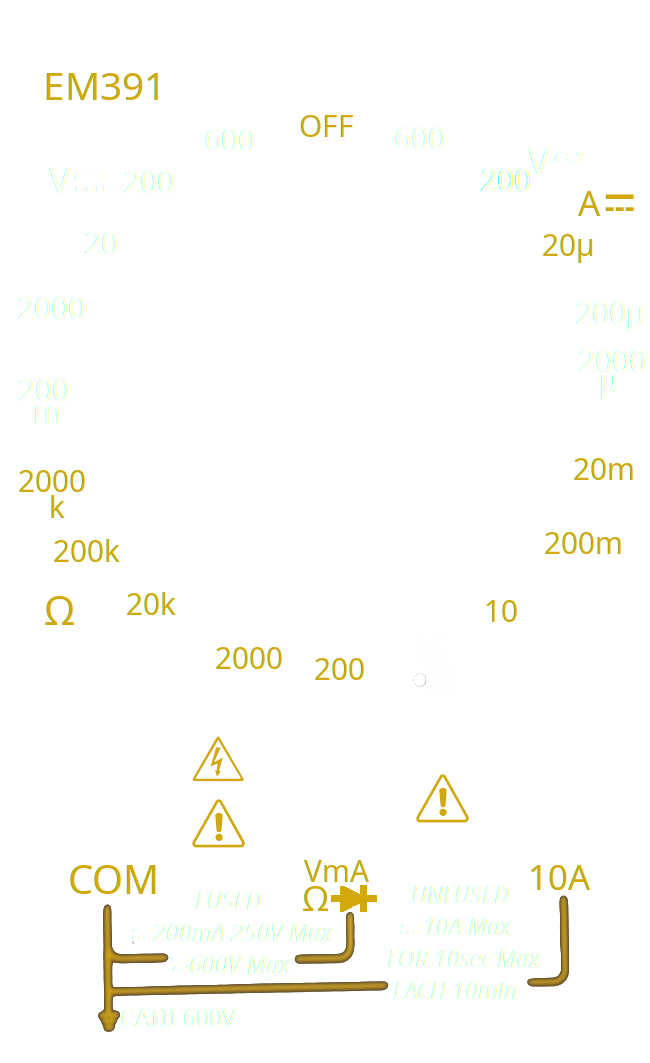 EM391
OFF
600
600
V 200
200 V~
A
20
20µ
2000
200µ
2000
µ
200
m
2000
k
20m
200k
200m
Ω
20k
10
2000
200
COM
VmA
Ω
10A
FUSED
200mA 250V Max
600V Max
UNFUSED
10A Max
FOR 10sec Max
EACH 10min
CATII 600V